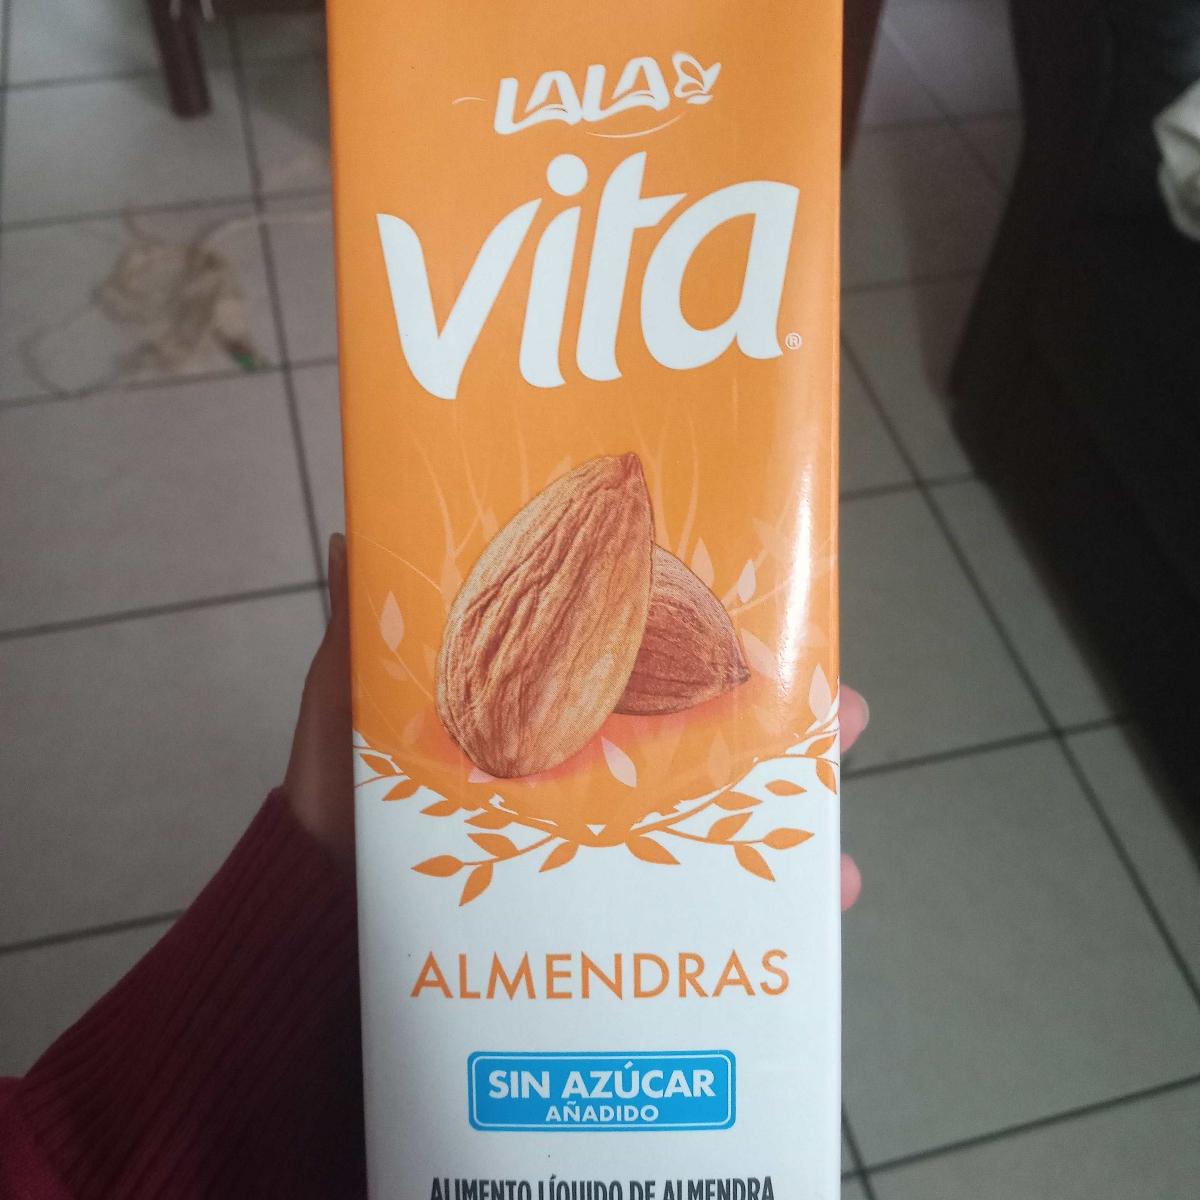 LALA
vita®
ALMENDRAS
SIN AZÚCAR
AÑADIDO
ALIMENTO LÍQUIDO DE ALMENDRA